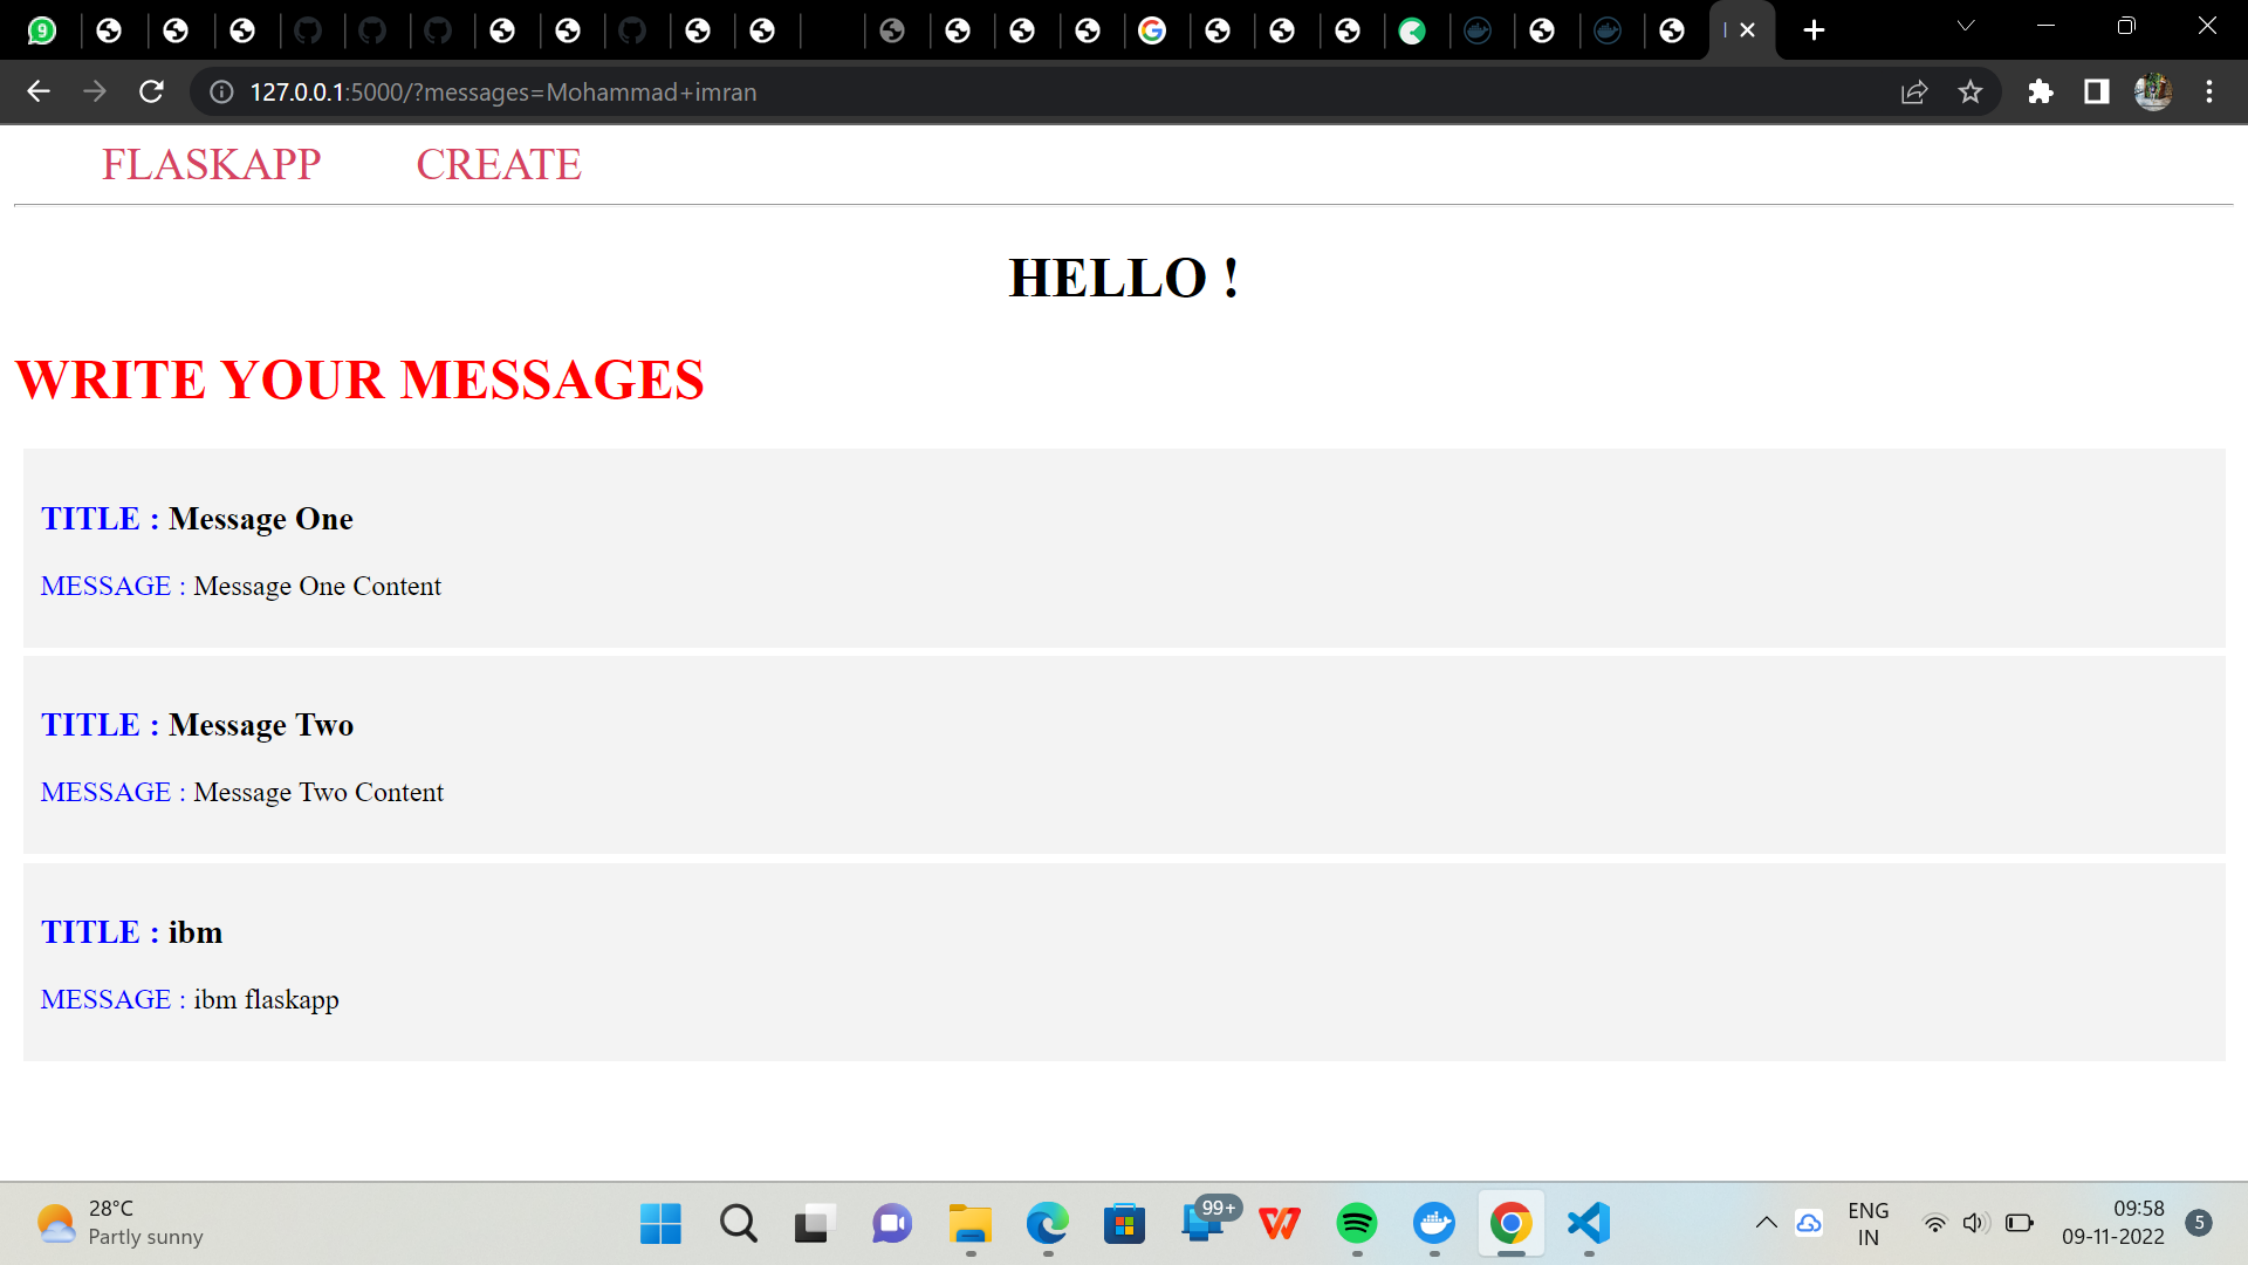 9
127.0.0.1:5000/?messages=Mohammad+imran
FLASKAPP CREATE
HELLO !
WRITE YOUR MESSAGES
TITLE : Message One
MESSAGE : Message One Content
TITLE : Message Two
MESSAGE : Message Two Content
TITLE : ibm
MESSAGE : ibm flaskapp
28°C
Partly sunny
99+
ENG
IN
09:58
09-11-2022
5